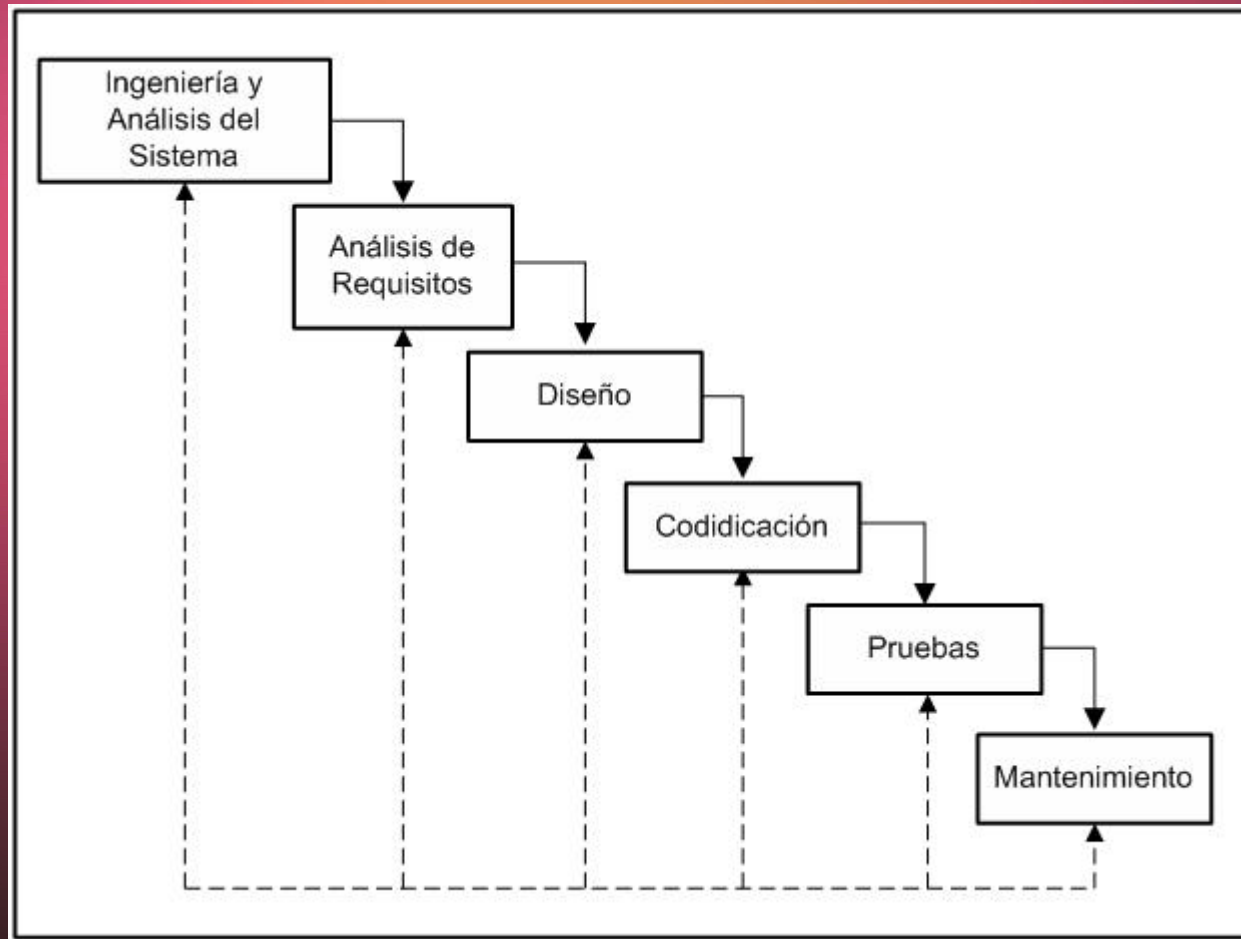 Ingeniería y
Análisis del
Sistema
Análisis de
Requisitos
Diseño
Codidicación
Pruebas
Mantenimiento